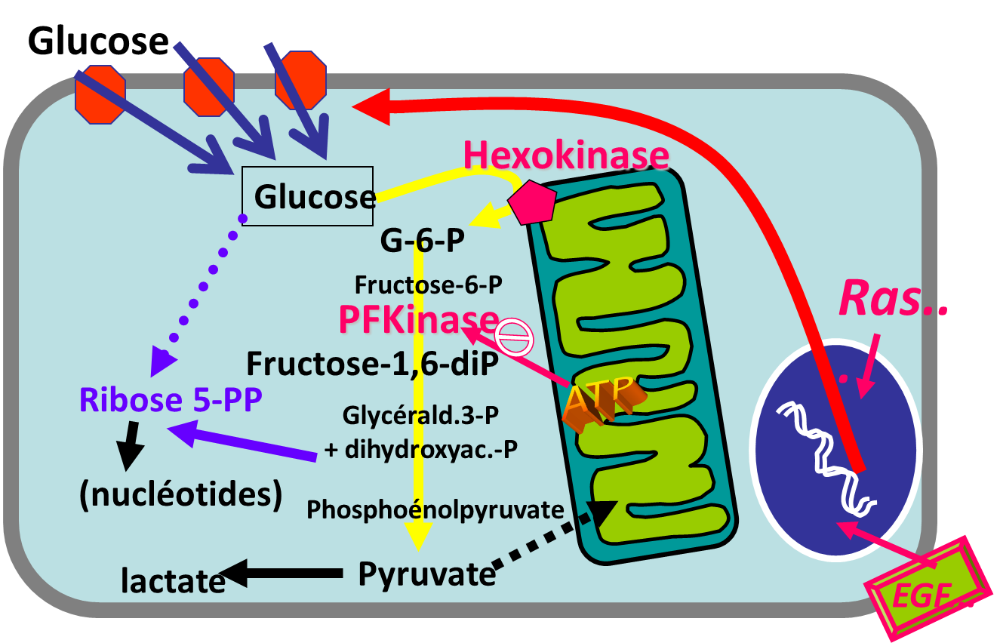 Glucose
Hexokinase
Glucose
G-6-P
Fructose-6-P
Ras..
.
PFKinase
Fructose-1,6-diP
ATP
Ribose 5-PP
Glycérald.3-P
+ dihydroxyac.-P
(nucléotides)
Phosphoénolpyruvate
lactate
Pyruvate
EGF...